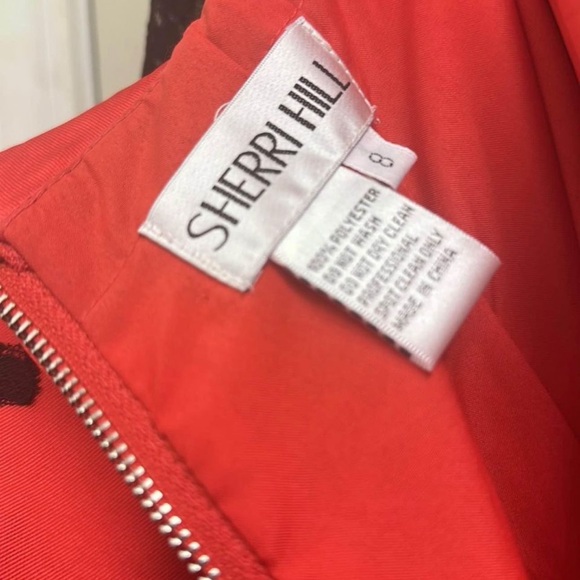 SHERRI HILL
8
100% POLYESTER
DO NOT WASH
DO NOT DRY CLEAN
PROFESSIONAL
SPOT CLEAN ONLY
MADE IN CHINA